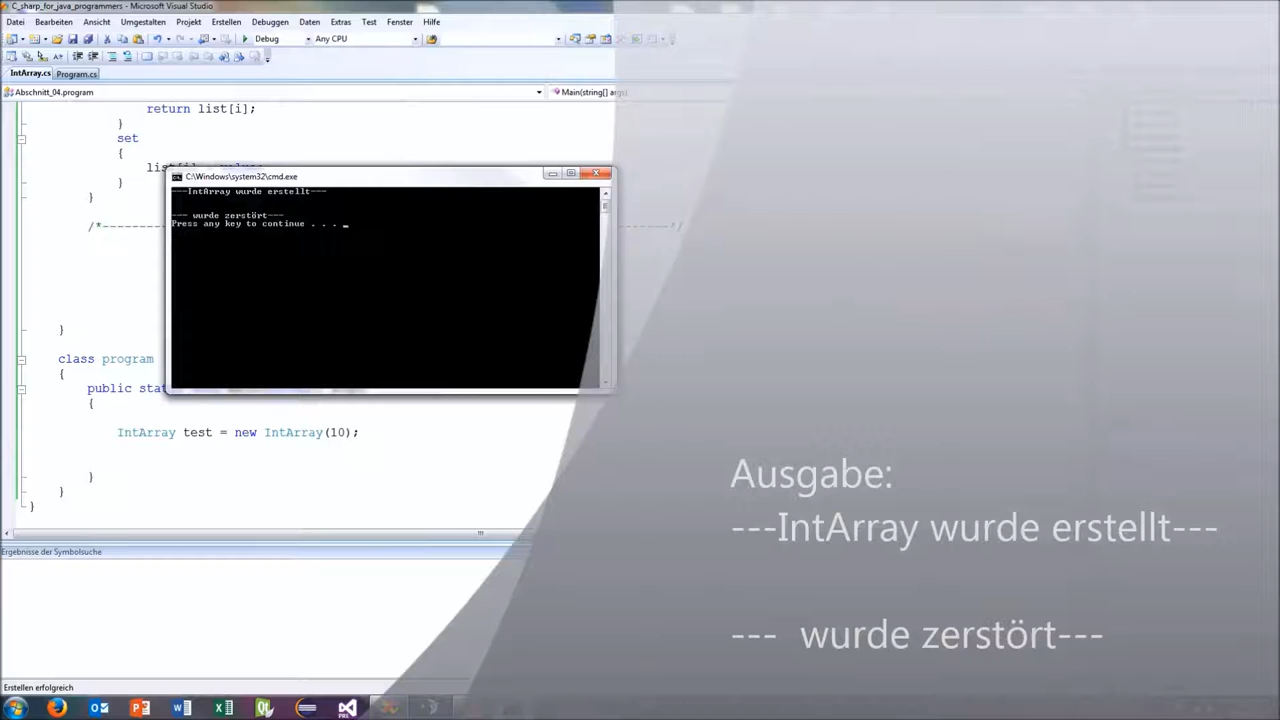 C_sharp_for_java_programmers - Microsoft Visual Studio
Datei Bearbeiten Ansicht Umgestalten Projekt Erstellen Debuggen Daten Extras Test Fenster Hilfe
Debug Any CPU
IntArray.cs Program.cs
Abschnitt_04.program Main(string[] args)
return list[i];
}
set
{
}
}
/*----------- -/
C:\Windows\system32\cmd.exe
---IntArray wurde erstellt---
--- wurde zerstört---
Press any key to continue . . .
}
class program
{
public stat
{
IntArray test = new IntArray(10);
}
}
}
Ergebnisse der Symbolsuche
Erstellen erfolgreich
Ausgabe:
---IntArray wurde erstellt---
--- wurde zerstört---